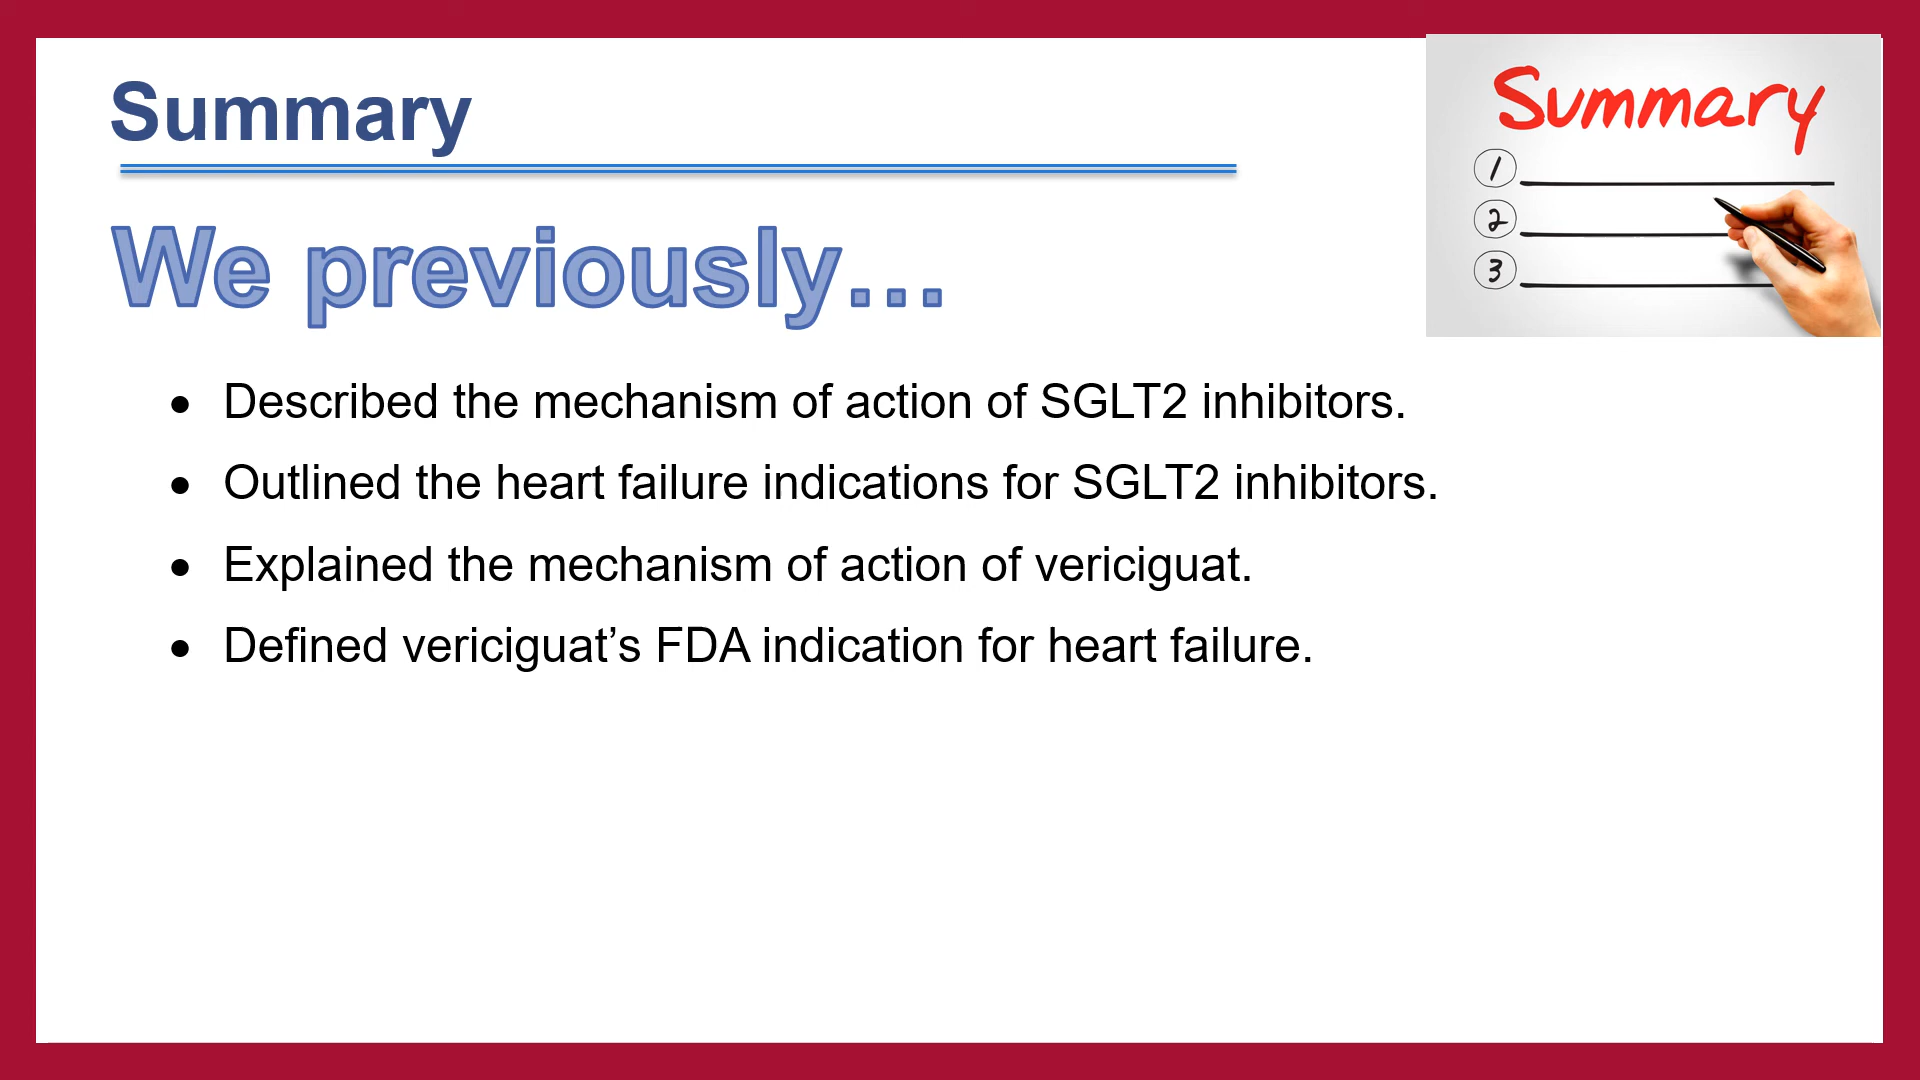 Summary
We previously…
• Described the mechanism of action of SGLT2 inhibitors.
• Outlined the heart failure indications for SGLT2 inhibitors.
• Explained the mechanism of action of vericiguat.
• Defined vericiguat’s FDA indication for heart failure.
Summary
1
2
3